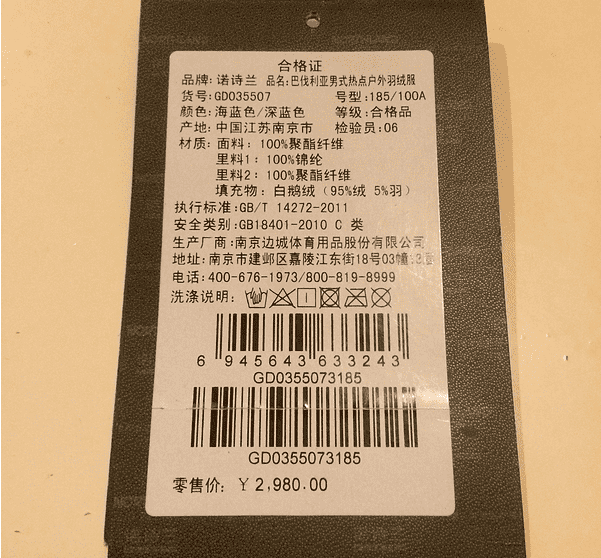 合格证
品牌: 诺诗兰 品名:巴伐利亚男式热点户外羽绒服
货号:GD035507 号型:185/100A
颜色: 海蓝色/深蓝色 等级:合格品
产地: 中国江苏南京市 检验员:06
材质: 面料: 100%聚酯纤维
里料1: 100%锦纶
里料2: 100%聚酯纤维
填充物: 白鹅绒（95%绒 5%羽）
执行标准:GB/T 14272-2011
安全类别:GB18401-2010 C 类
生产厂商:南京边城体育用品股份有限公司
地址: 南京市建邺区嘉陵江东街18号03幢
电话:400-676-1973/800-819-8999
洗涤说明:
6 945643 633243
GD0355073185
GD0355073185
零售价: ￥2,980.00